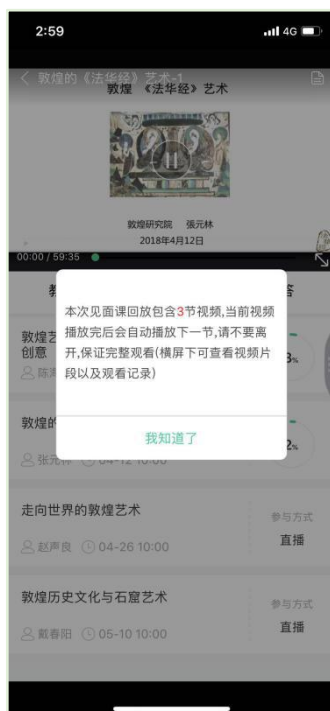 2:59
4G
敦煌的《法华经》艺术-1
敦煌 《法华经》艺术
敦煌研究院 張元林
2018年4月12日
00:00 / 59:35
本次见面课回放包含3节视频,当前视频
播放完后会自动播放下一节,请不要离
开,保证完整观看(横屏下可查看视频片
段以及观看记录)
我知道了
敦煌艺
创意
敦煌的
04-12 10:00
走向世界的敦煌艺术
参与方式
赵声良 04-26 10:00
直播
敦煌历史文化与石窟艺术
参与方式
戴春阳 05-10 10:00
直播